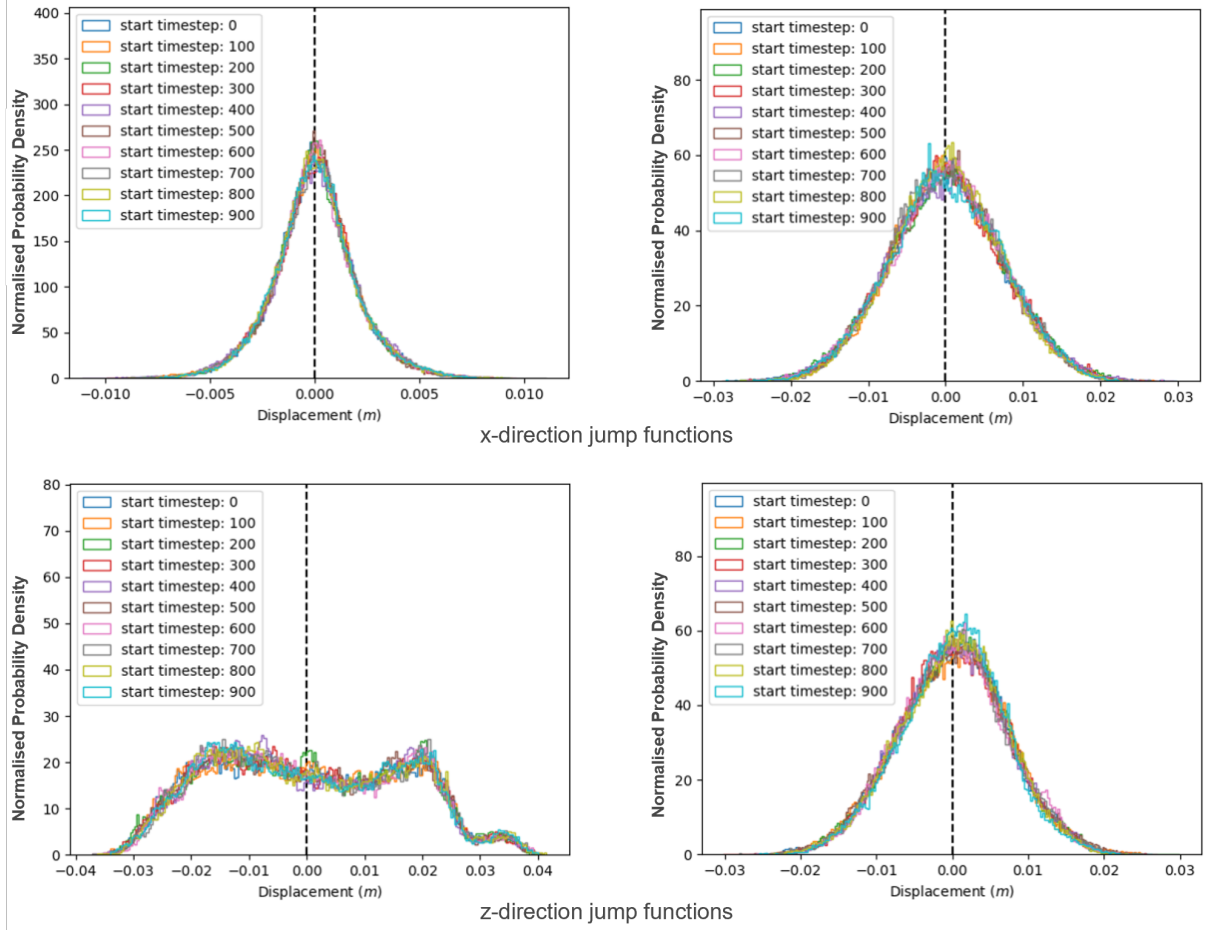 400
350
300
250
200
150
100
50
0
Normalised Probability Density
start timestep: 0
start timestep: 100
start timestep: 200
start timestep: 300
start timestep: 400
start timestep: 500
start timestep: 600
start timestep: 700
start timestep: 800
start timestep: 900
−0.010 −0.005 0.000 0.005 0.010
Displacement (m)
80
60
40
20
0
Normalised Probability Density
start timestep: 0
start timestep: 100
start timestep: 200
start timestep: 300
start timestep: 400
start timestep: 500
start timestep: 600
start timestep: 700
start timestep: 800
start timestep: 900
−0.03 −0.02 −0.01 0.00 0.01 0.02 0.03
Displacement (m)
x-direction jump functions
80
70
60
50
40
30
20
10
0
Normalised Probability Density
start timestep: 0
start timestep: 100
start timestep: 200
start timestep: 300
start timestep: 400
start timestep: 500
start timestep: 600
start timestep: 700
start timestep: 800
start timestep: 900
−0.04 −0.03 −0.02 −0.01 0.00 0.01 0.02 0.03 0.04
Displacement (m)
80
60
40
20
0
Normalised Probability Density
start timestep: 0
start timestep: 100
start timestep: 200
start timestep: 300
start timestep: 400
start timestep: 500
start timestep: 600
start timestep: 700
start timestep: 800
start timestep: 900
−0.03 −0.02 −0.01 0.00 0.01 0.02 0.03
Displacement (m)
z-direction jump functions